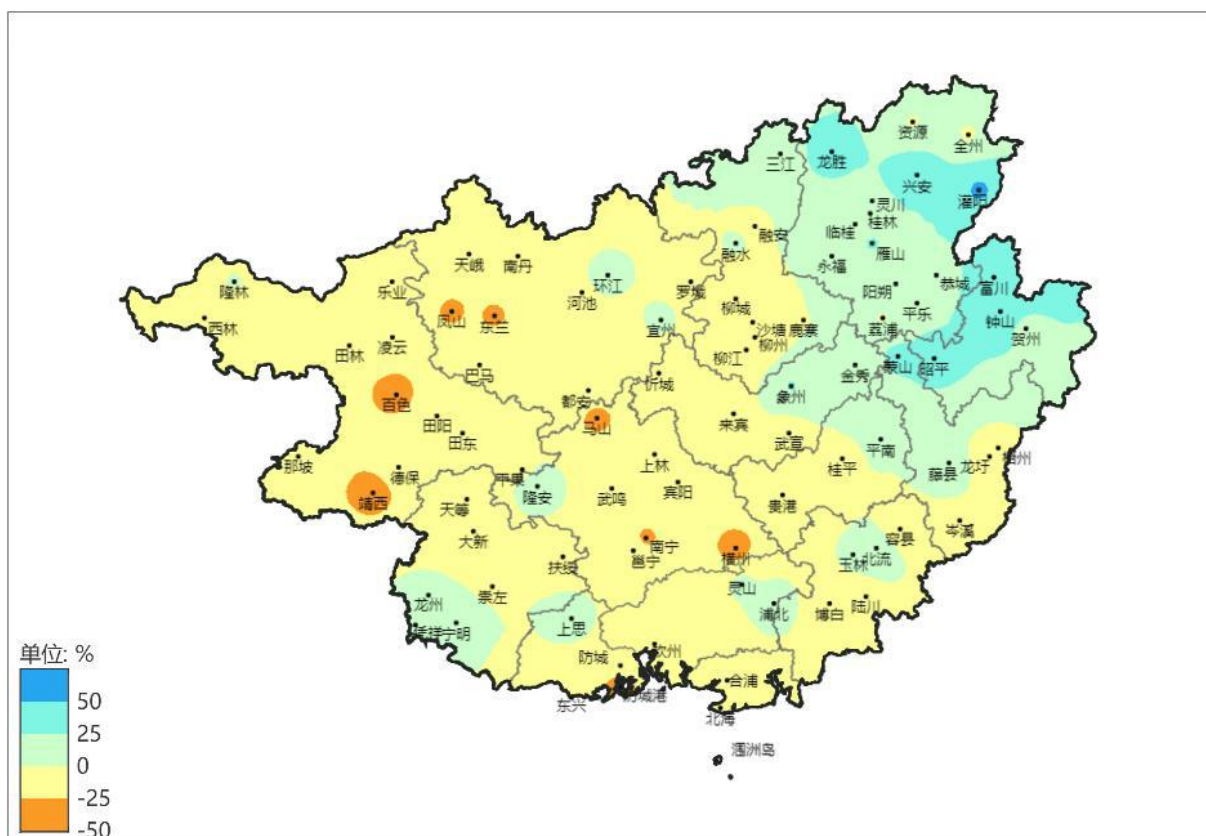 资源
全州
三江
龙胜
兴安
灌阳
灵川
桂林
临桂
融安
融水
雁山
天峨
南丹
永福
环江
恭城
富川
隆林
乐业
河池
罗城
阳朔
柳城
平乐
凤山
东兰
宜州
钟山
西林
沙塘
鹿寨
荔浦
贺州
田林
凌云
柳江
柳州
巴马
忻城
金秀
蒙山
昭平
百色
都安
象州
田阳
马山
来宾
田东
武宣
平南
那坡
德保
平果
上林
桂平
藤县
龙圩
梧州
靖西
隆安
武鸣
宾阳
贵港
天等
大新
南宁
横州
容县
岑溪
扶绥
邕宁
玉林
北流
龙州
崇左
灵山
浦北
博白
陆川
凭祥
宁明
上思
钦州
单位: %
防城
合浦
东兴
防城港
北海
涠洲岛
50
25
0
-25
-50